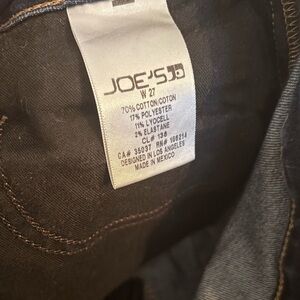 JOE'S
W 27
70% COTTON/COTON
17% POLYESTER
11% LYOCELL
2% ELASTANE
CL# 138
CA# 35037 RN# 108214
DESIGNED IN LOS ANGELES
MADE IN MEXICO